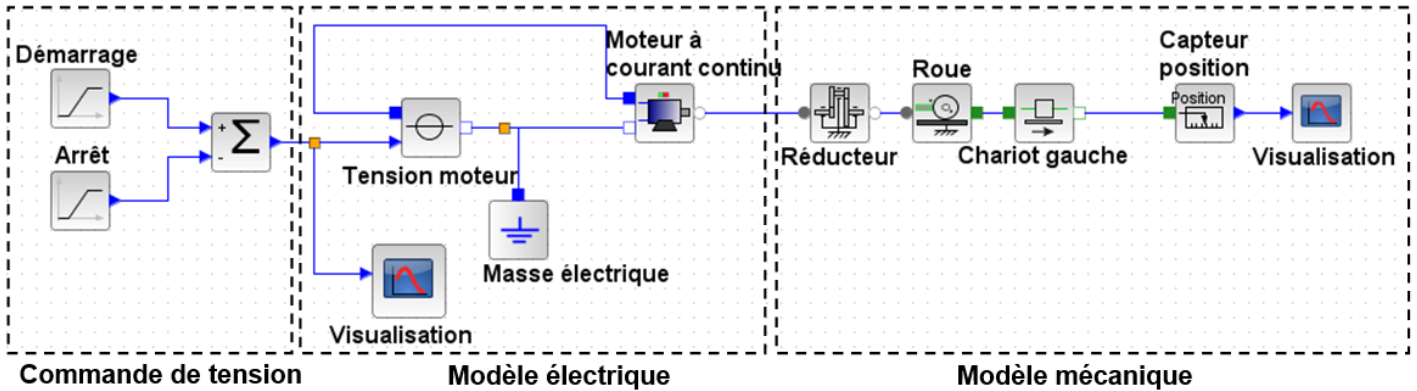 Démarrage
Arrêt
+
-
Σ
Commande de tension
Tension moteur
Masse électrique
Visualisation
Moteur à
courant continu
Modèle électrique
Réducteur
Roue
Chariot gauche
Capteur
position
Position
Visualisation
Modèle mécanique